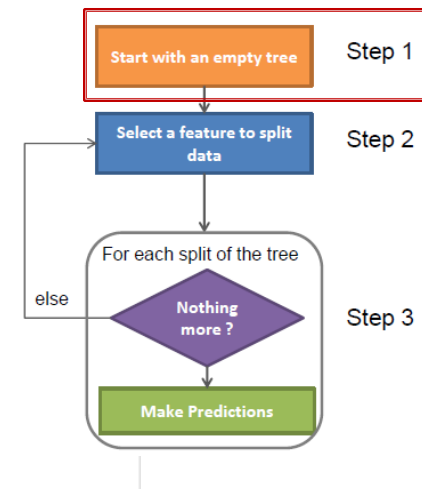 Start with an empty tree
Step 1
Select a feature to split
data
Step 2
For each split of the tree
else
Nothing
more ?
Step 3
Make Predictions